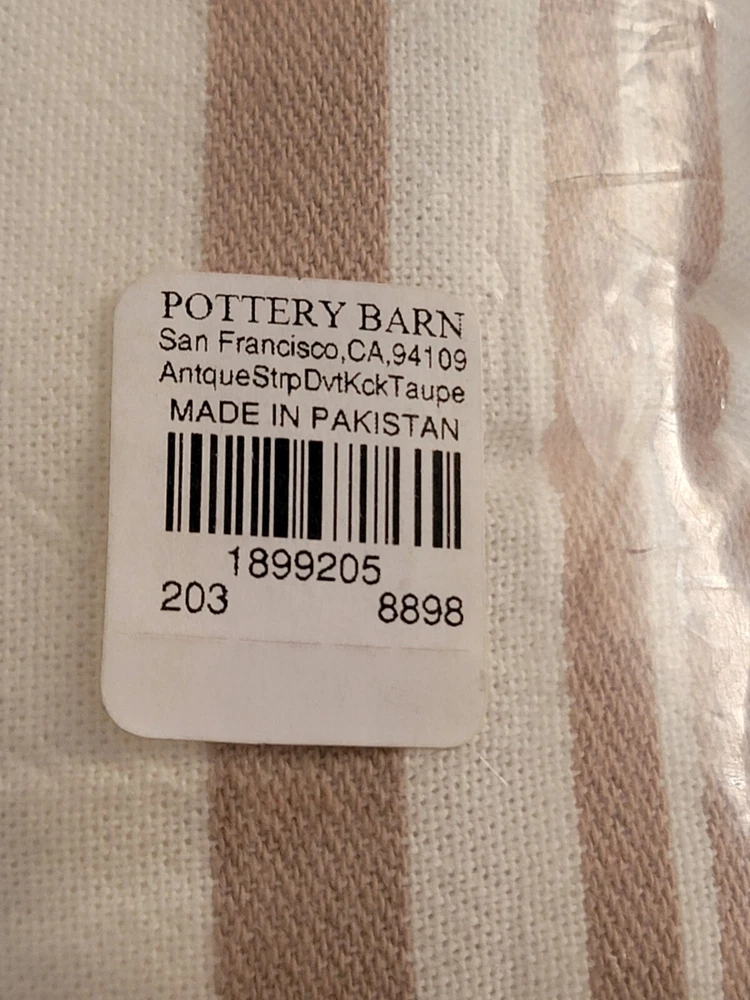 POTTERY BARN
San Francisco,CA,94109
AntqueStrpDvtKckTaupe
MADE IN PAKISTAN
1899205
203 8898